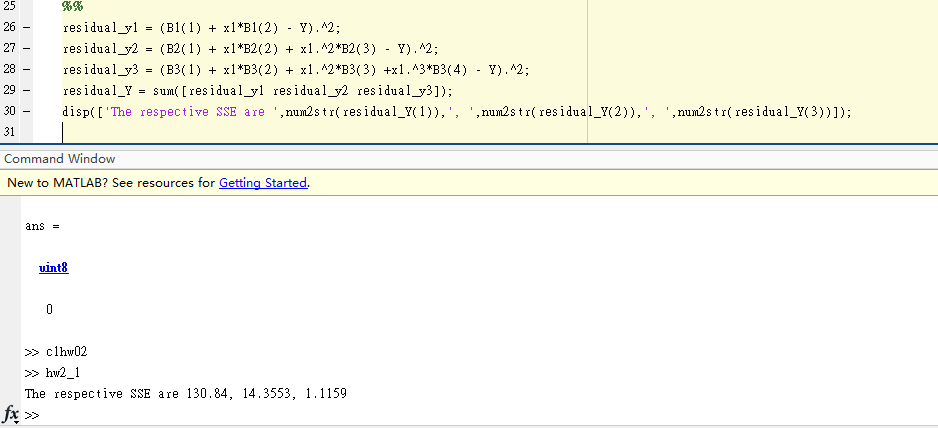 25 %%
26 – residual_y1 = (B1(1) + x1*B1(2) - Y).^2;
27 – residual_y2 = (B2(1) + x1*B2(2) + x1.^2*B2(3) - Y).^2;
28 – residual_y3 = (B3(1) + x1*B3(2) + x1.^2*B3(3) +x1.^3*B3(4) - Y).^2;
29 – residual_Y = sum([residual_y1 residual_y2 residual_y3]);
30 – disp(['The respective SSE are ',num2str(residual_Y(1)),', ',num2str(residual_Y(2)),', ',num2str(residual_Y(3))]);
31
Command Window
New to MATLAB? See resources for Getting Started.
ans =
uint8
0
>> clhw02
>> hw2_1
The respective SSE are 130.84, 14.3553, 1.1159
fx >>